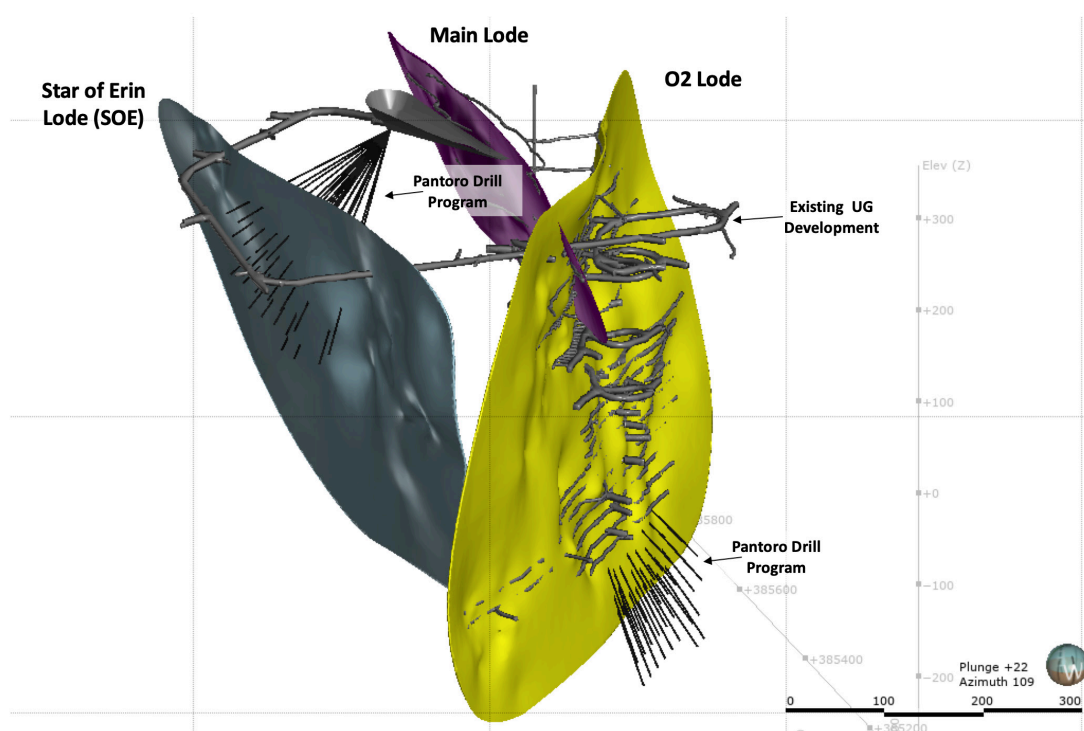 Main Lode
Star of Erin
Lode (SOE)
O2 Lode
Elev (Z)
Pantoro Drill
Program
Existing UG
Development
+300
+200
+100
+0
35800
Pantoro Drill
Program
+385600
−100
+385400
−200
Plunge +22
Azimuth 109
W
0
100
200
300